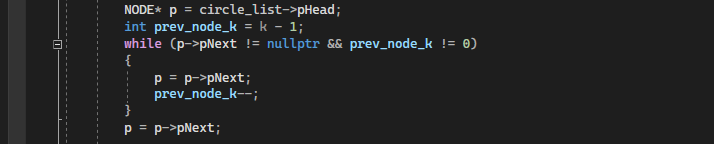 NODE* p = circle_list->pHead;
int prev_node_k = k - 1;
while (p->pNext != nullptr && prev_node_k != 0)
{
p = p->pNext;
prev_node_k--;
}
p = p->pNext;